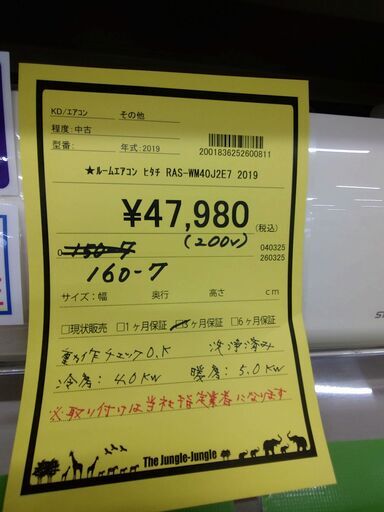 KD/エアコン その他
程度:中古
型番: 年式:2019
2001836252600811
★ルームエアコン ヒタチ RAS-WM40J2E7 2019
¥47,980 (税込)
(200V)
0 150-7 040325
160-7 260325
サイズ:幅 奥行 高さ cm
□現状販売 □1ヶ月保証 □3ヶ月保証 □6ヶ月保証
動作チェックO.K 洗浄済み
冷房:4.0KW 暖房:5.0KW
※取り付けは当社指定業者になります
The Jungle-Jungle